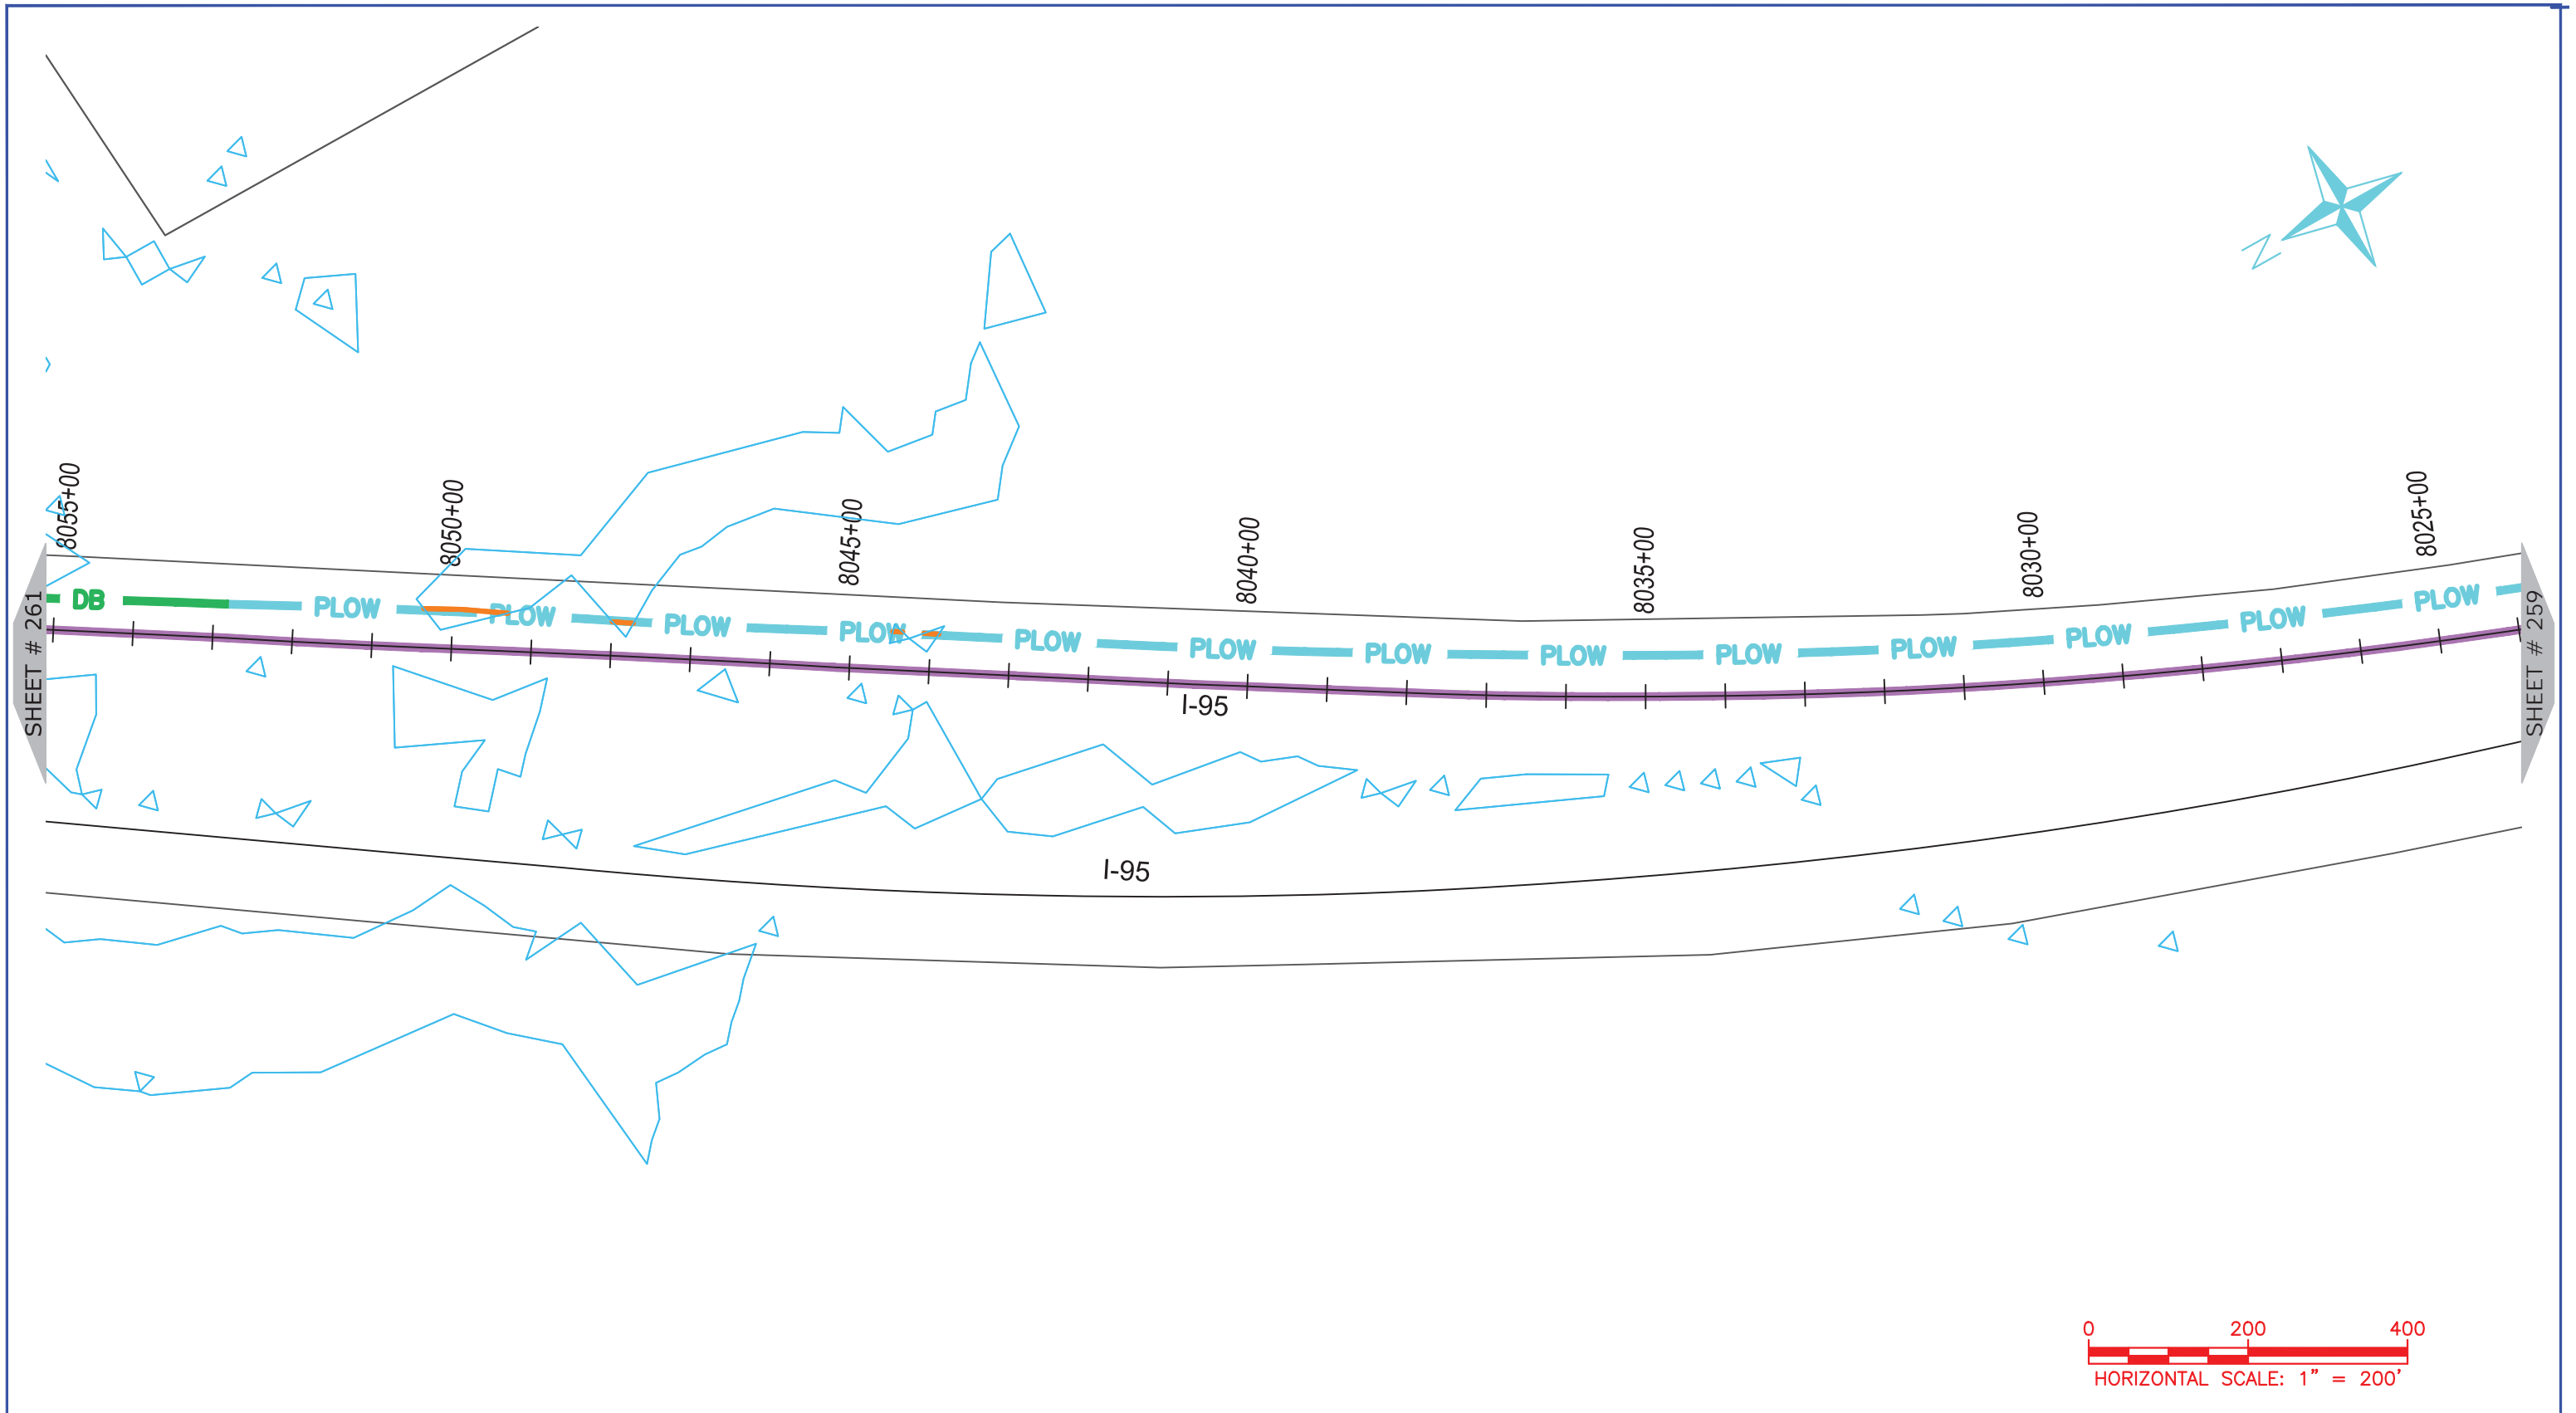 N
8055+00
8050+00
8045+00
8040+00
8035+00
8030+00
8025+00
SHEET # 261
DB PLOW PLOW PLOW PLOW PLOW PLOW PLOW PLOW PLOW PLOW PLOW PLOW PLOW
SHEET # 259
I-95
I-95
0 200 400
HORIZONTAL SCALE: 1" = 200'